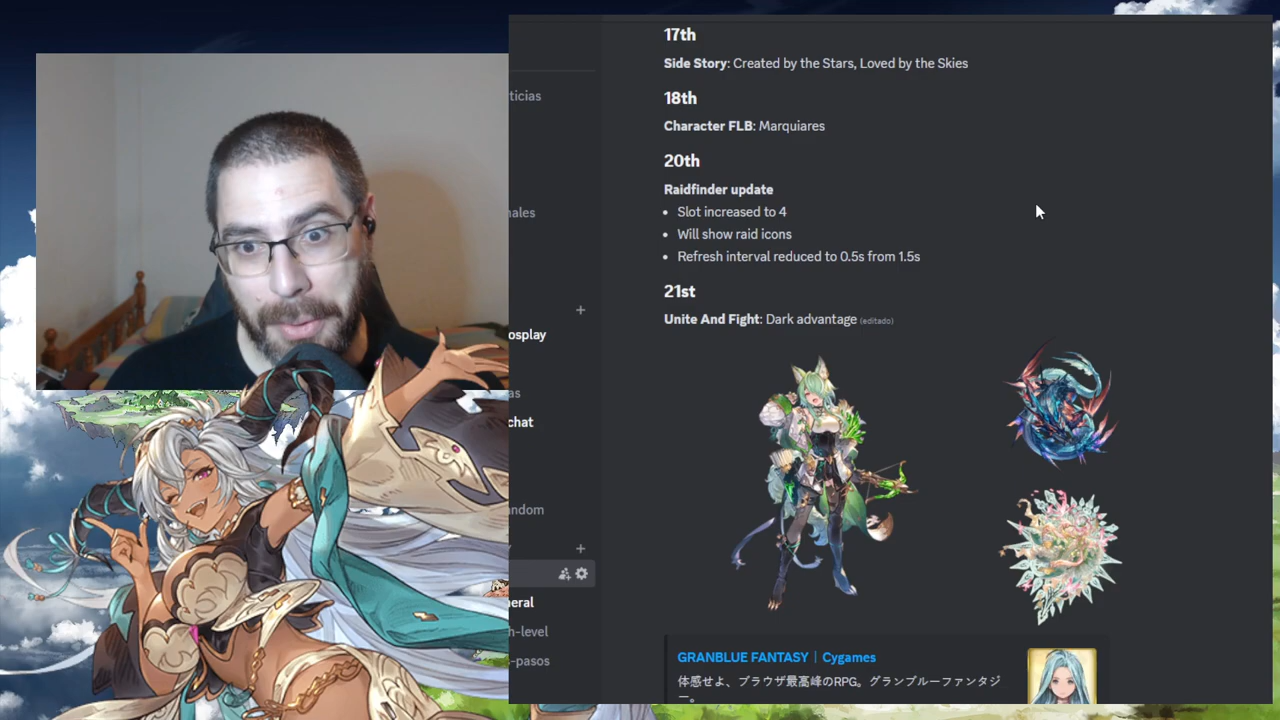 17th
Side Story: Created by the Stars, Loved by the Skies
18th
Character FLB: Marquiares
20th
Raidfinder update
• Slot increased to 4
• Will show raid icons
• Refresh interval reduced to 0.5s from 1.5s
21st
Unite And Fight: Dark advantage (editado)
GRANBLUE FANTASY | Cygames
体感せよ、ブラウザ最高峰のRPG。グランブルーファンタジ
ー。
ticias
nales
osplay
as
chat
andom
neral
h-level
-pasos